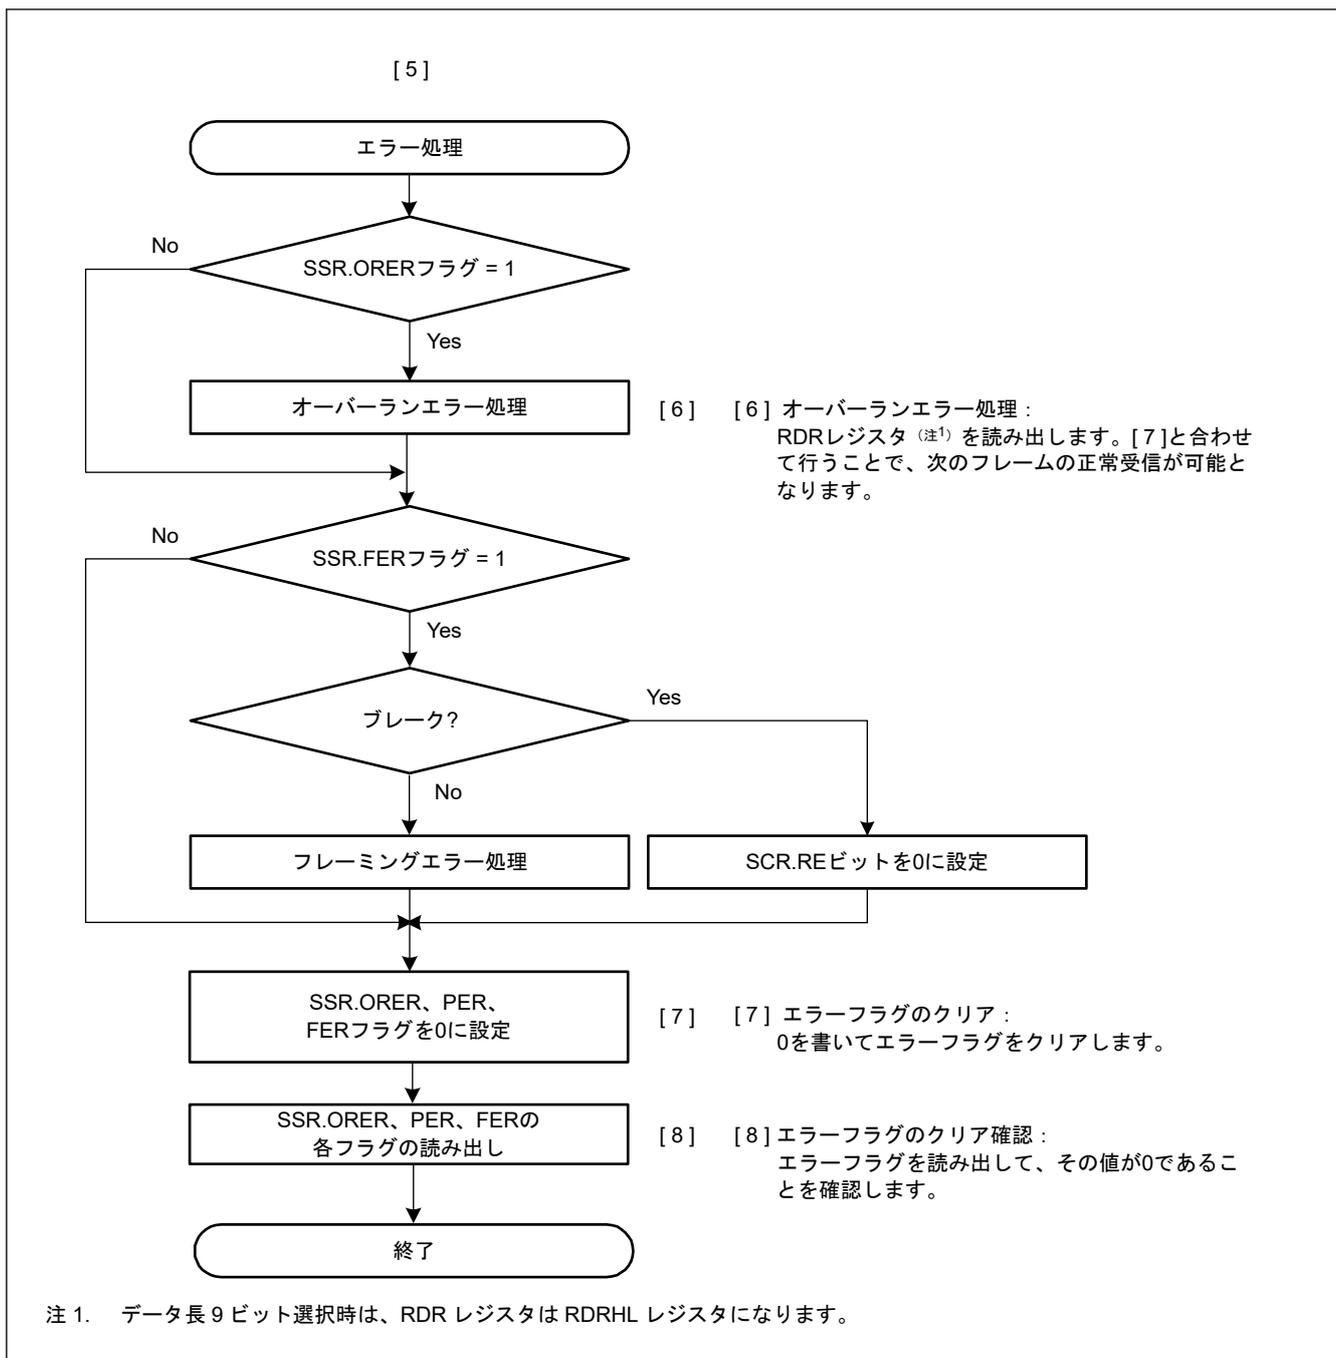 [ 5 ]
エラー処理
No
SSR.ORERフラグ = 1
Yes
オーバーランエラー処理
[ 6 ]
[ 6 ] オーバーランエラー処理：
RDRレジスタ（注1）を読み出します。[ 7 ]と合わせ
て行うことで、次のフレームの正常受信が可能と
なります。
No
SSR.FERフラグ = 1
Yes
ブレーク?
Yes
No
フレーミングエラー処理
SCR.REビットを0に設定
SSR.ORER、PER、
FERフラグを0に設定
[ 7 ]
[ 7 ] エラーフラグのクリア：
0を書いてエラーフラグをクリアします。
SSR.ORER、PER、FERの
各フラグの読み出し
[ 8 ]
[ 8 ] エラーフラグのクリア確認：
エラーフラグを読み出して、その値が0であるこ
とを確認します。
終了
注 1. データ長 9 ビット選択時は、RDR レジスタは RDRHL レジスタになります。